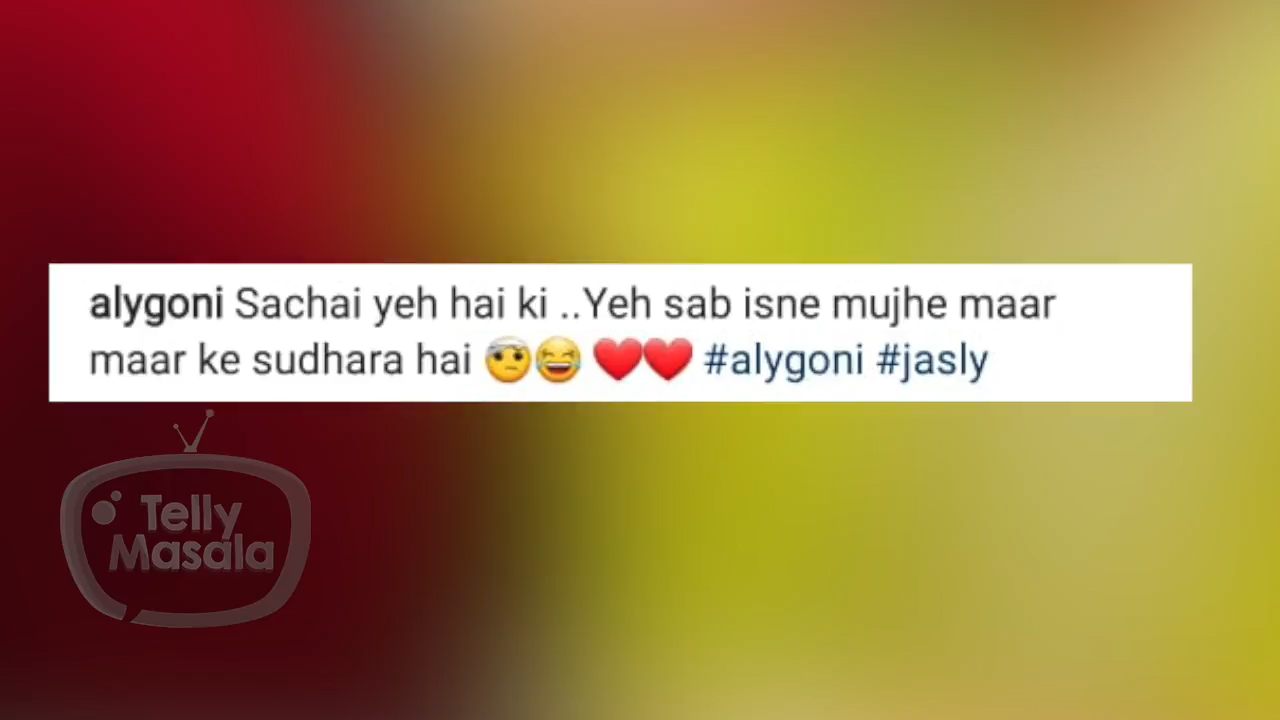 alygoni Sachai yeh hai ki ..Yeh sab isne mujhe maar
maar ke sudhara hai 🤕😂 ❤️❤️ #alygoni #jasly
Telly
Masala